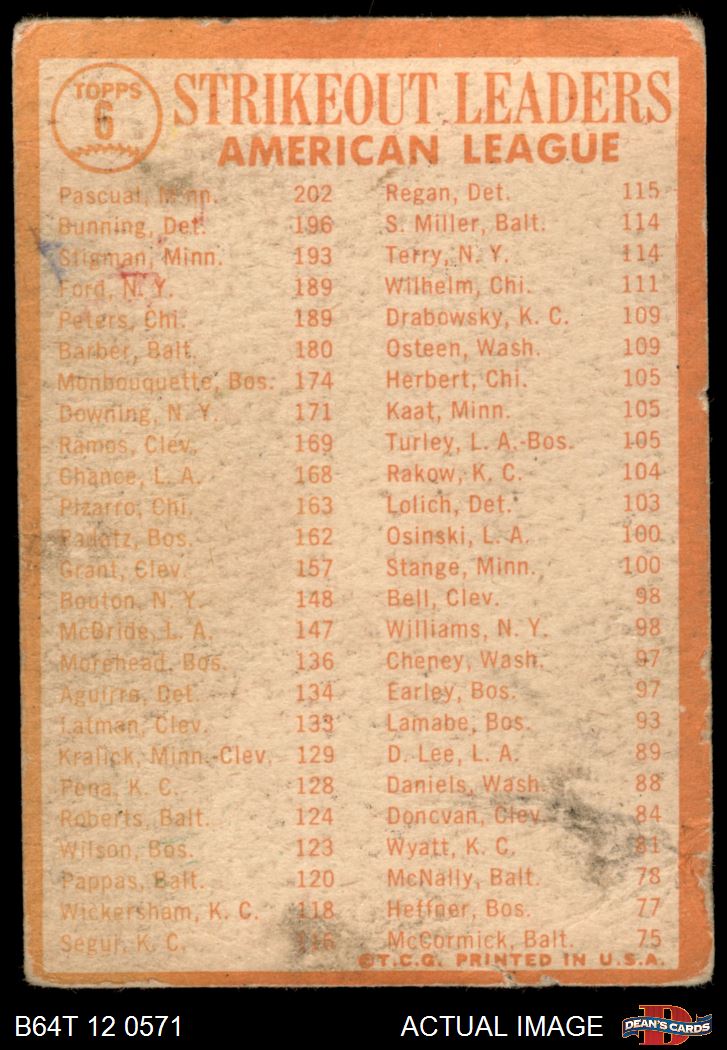 TOPPS
6
STRIKEOUT LEADERS
AMERICAN LEAGUE
Pascual, Minn. 202
Bunning, Det. 196
Stigman, Minn. 193
Ford, N. Y. 189
Peters, Chi. 189
Barber, Balt. 180
Monbouquette, Bos. 174
Downing, N. Y. 171
Ramos, Clev. 169
Chance, L. A. 168
Pizarro, Chi. 163
Radatz, Bos. 162
Grant, Clev. 157
Bouton, N. Y. 148
McBride, L. A. 147
Morehead, Bos. 136
Aguirre, Det. 134
Latman, Clev. 133
Kralick, Minn.-Clev. 129
Pena, K. C. 128
Roberts, Balt. 124
Wilson, Bos. 123
Pappas, Balt. 120
Wickersham, K. C. 118
Segui, K. C. 116
Regan, Det. 115
S. Miller, Balt. 114
Terry, N. Y. 114
Wilhelm, Chi. 111
Drabowsky, K. C. 109
Osteen, Wash. 109
Herbert, Chi. 105
Kaat, Minn. 105
Turley, L. A.-Bos. 105
Rakow, K. C. 104
Lolich, Det. 103
Osinski, L. A. 100
Stange, Minn. 100
Bell, Clev. 98
Williams, N. Y. 98
Cheney, Wash. 97
Earley, Bos. 97
Lamabe, Bos. 93
D. Lee, L. A. 89
Daniels, Wash. 88
Donovan, Clev. 84
Wyatt, K. C. 81
McNally, Balt. 78
Heffner, Bos. 77
McCormick, Balt. 75
©T.C.G. PRINTED IN U.S.A.
B64T 12 0571 ACTUAL IMAGE
D
DEAN'S CARDS